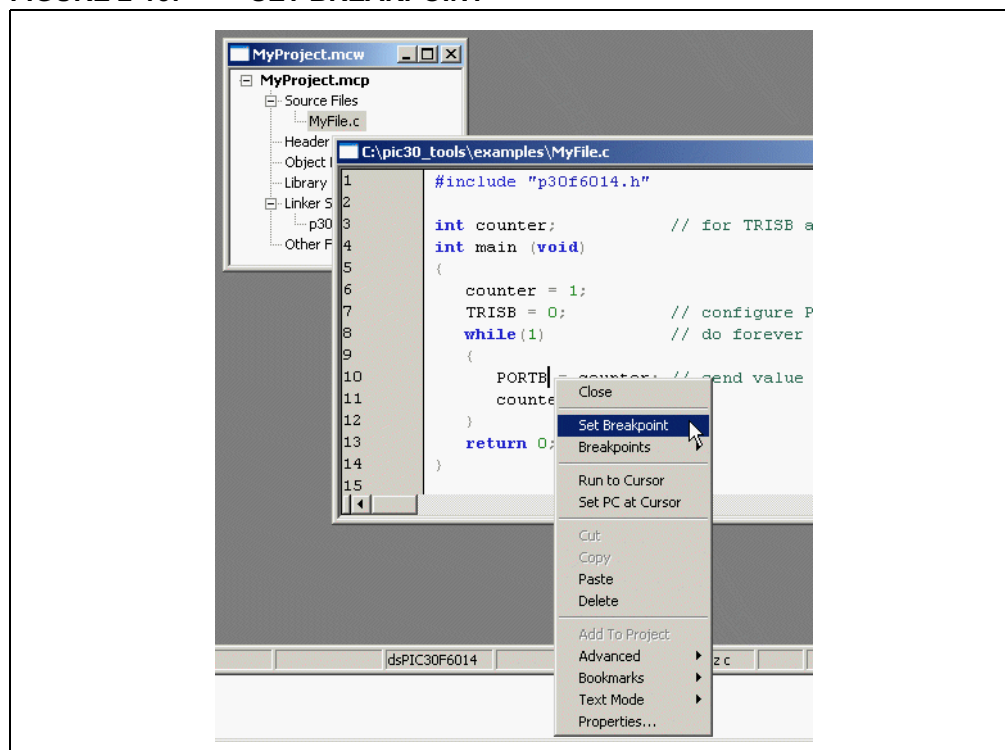 MyProject.mcw
MyProject.mcp
Source Files
MyFile.c
Header
Object
Library
Linker S
p30
Other F
C:\pic30_tools\examples\MyFile.c
1 #include "p30f6014.h"
2
3 int counter; // for TRISB a
4 int main (void)
5 {
6 counter = 1;
7 TRISB = 0; // configure P
8 while(1) // do forever
9 {
10 PORTB = counter; // send value
11 counte
12 }
13 return 0;
14 }
15
Close
Set Breakpoint
Breakpoints
Run to Cursor
Set PC at Cursor
Cut
Copy
Paste
Delete
Add To Project
Advanced
Bookmarks
Text Mode
Properties...
dsPIC30F6014 z c